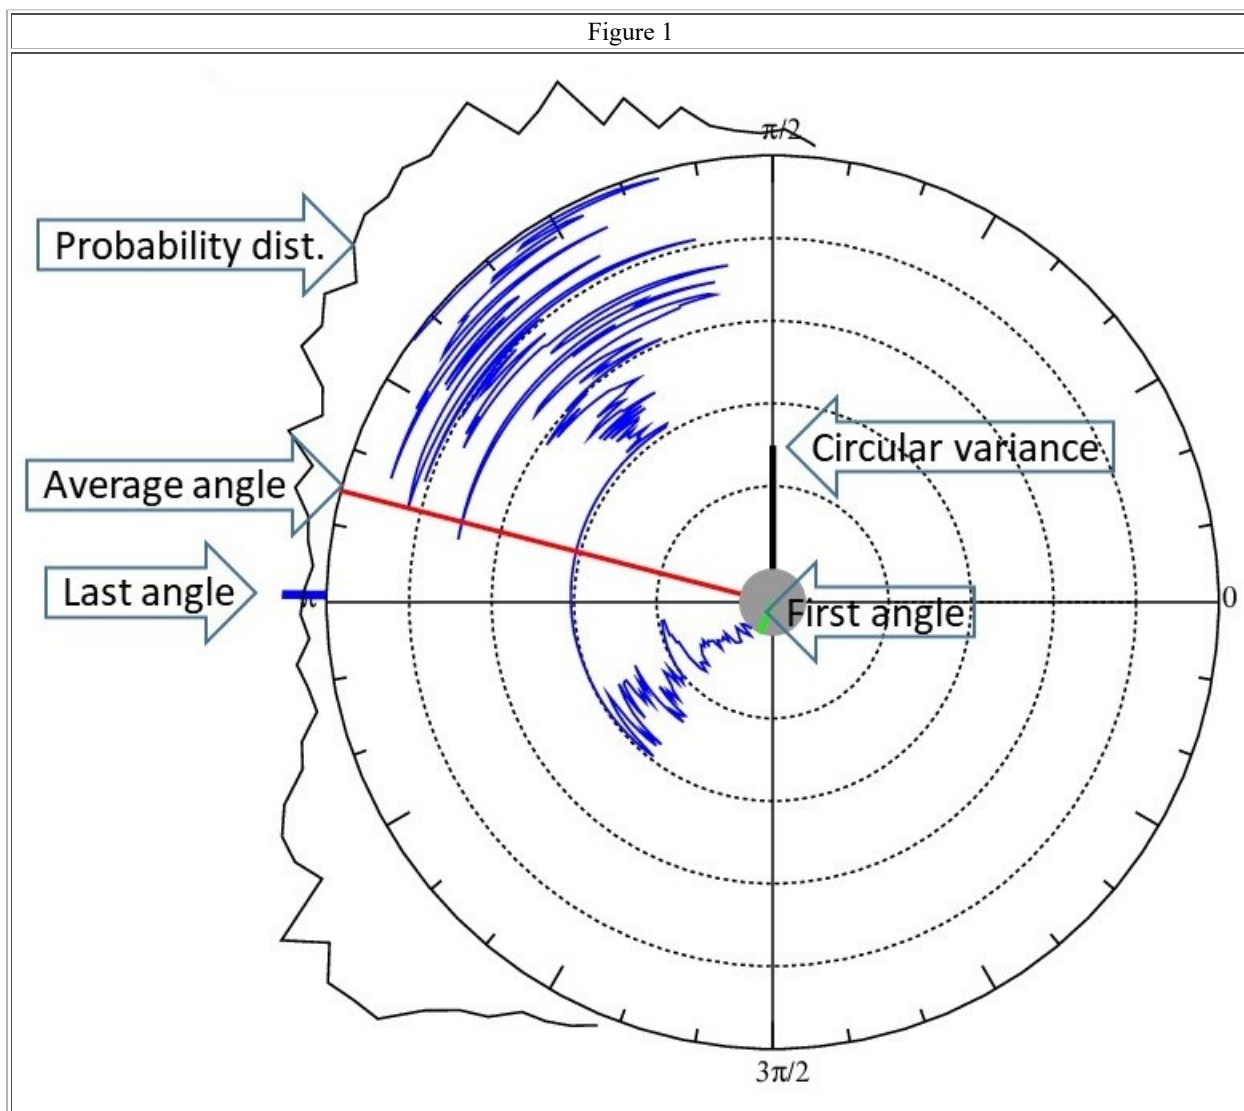 Figure 1
π/2
Probability dist.
Circular variance
Average angle
Last angle
π
First angle
0
3π/2